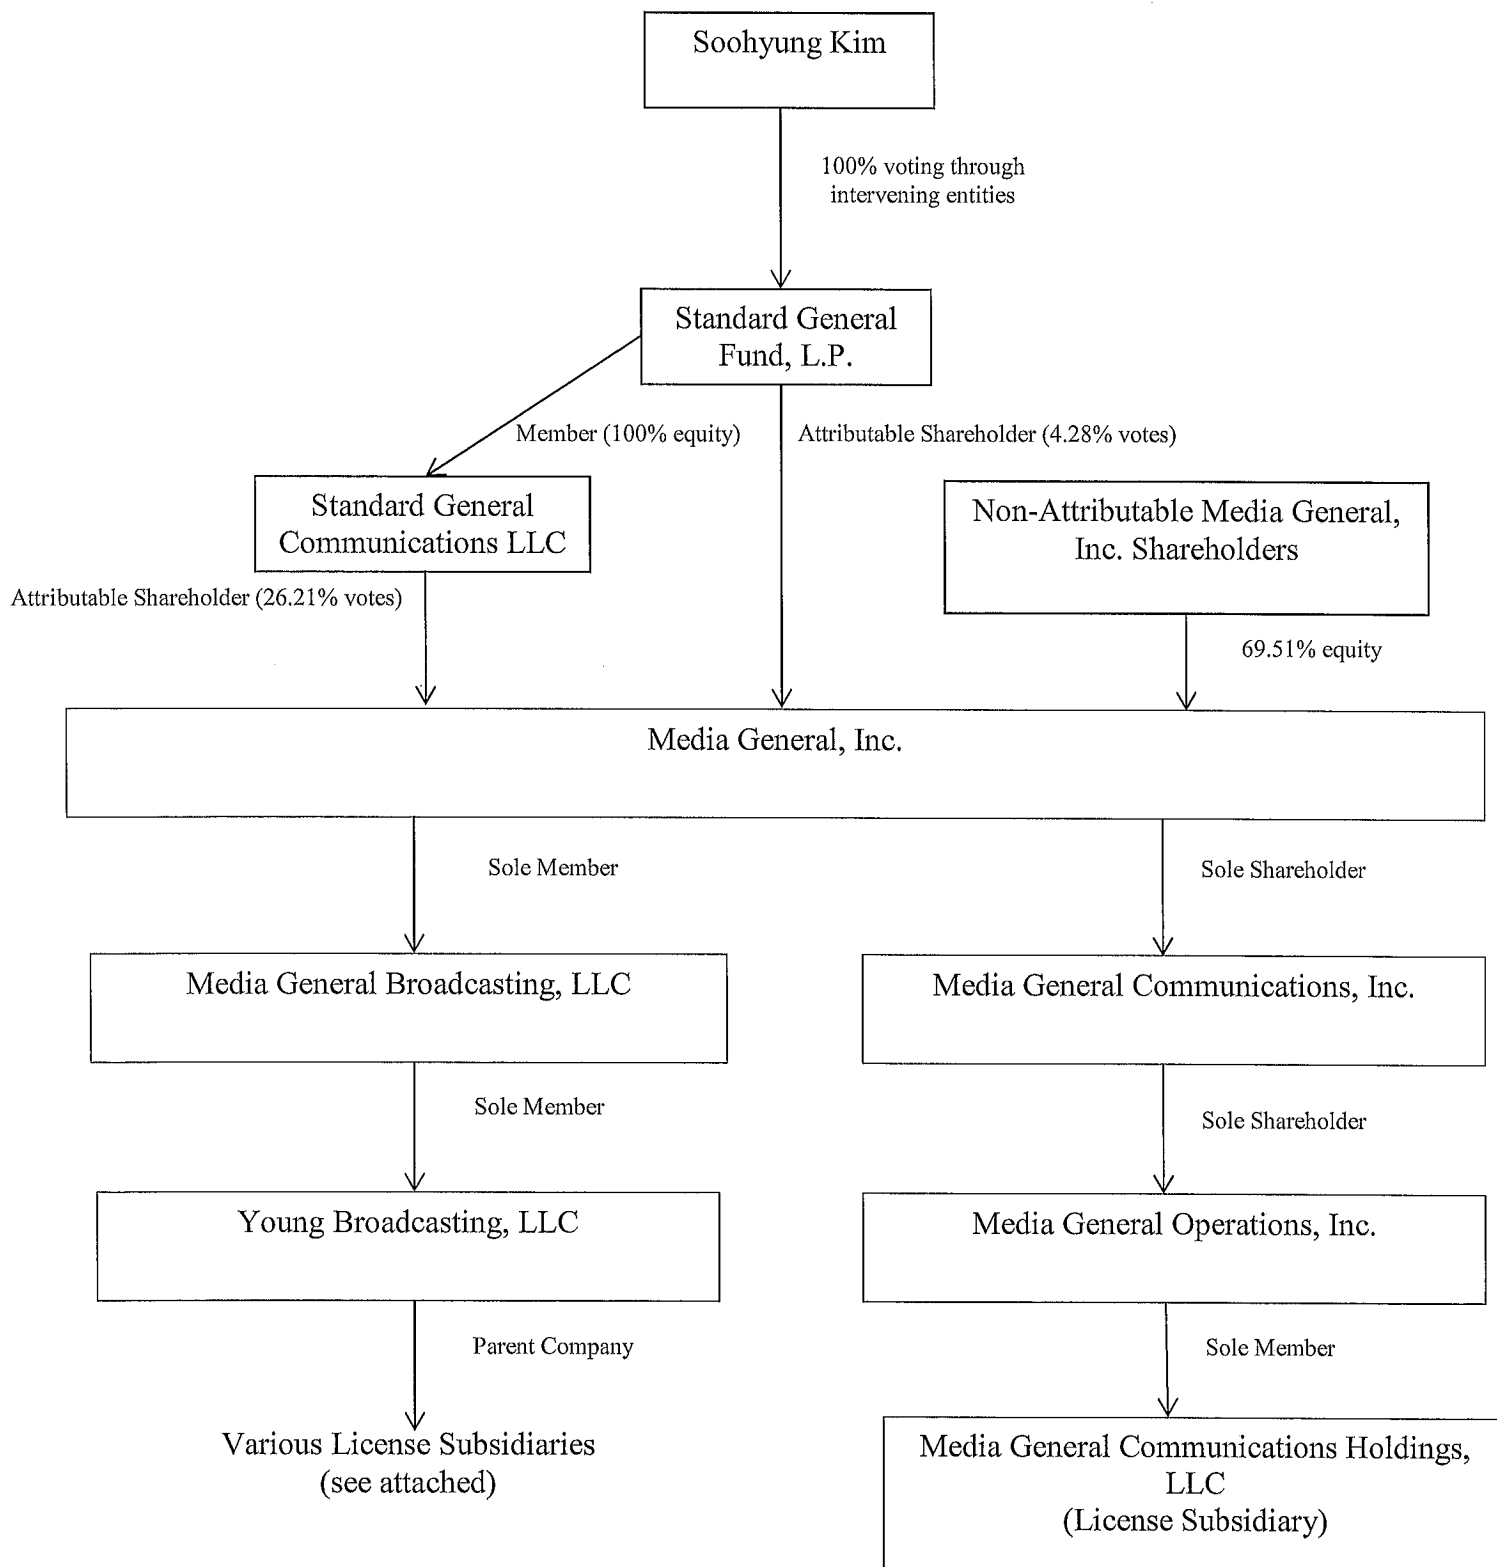 Soohyung Kim
100% voting through
intervening entities
Standard General
Fund, L.P.
Member (100% equity)
Attributable Shareholder (4.28% votes)
Standard General
Communications LLC
Non-Attributable Media General,
Inc. Shareholders
Attributable Shareholder (26.21% votes)
69.51% equity
Media General, Inc.
Sole Member
Sole Shareholder
Media General Broadcasting, LLC
Media General Communications, Inc.
Sole Member
Sole Shareholder
Young Broadcasting, LLC
Media General Operations, Inc.
Parent Company
Sole Member
Various License Subsidiaries
(see attached)
Media General Communications Holdings,
LLC
(License Subsidiary)